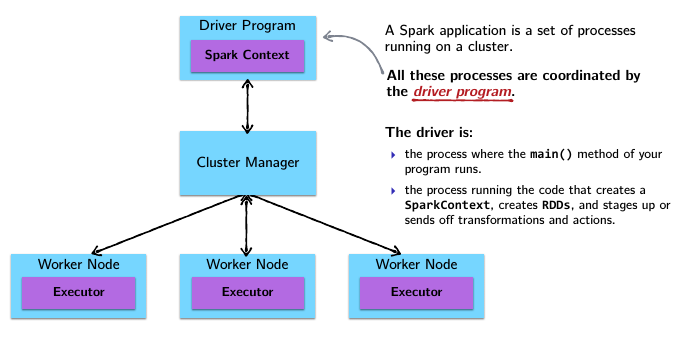 Driver Program
Spark Context
Cluster Manager
Worker Node
Executor
Worker Node
Executor
Worker Node
Executor
A Spark application is a set of processes
running on a cluster.
All these processes are coordinated by
the driver program.
The driver is:
the process where the main() method of your
program runs.
the process running the code that creates a
SparkContext, creates RDDs, and stages up or
sends off transformations and actions.